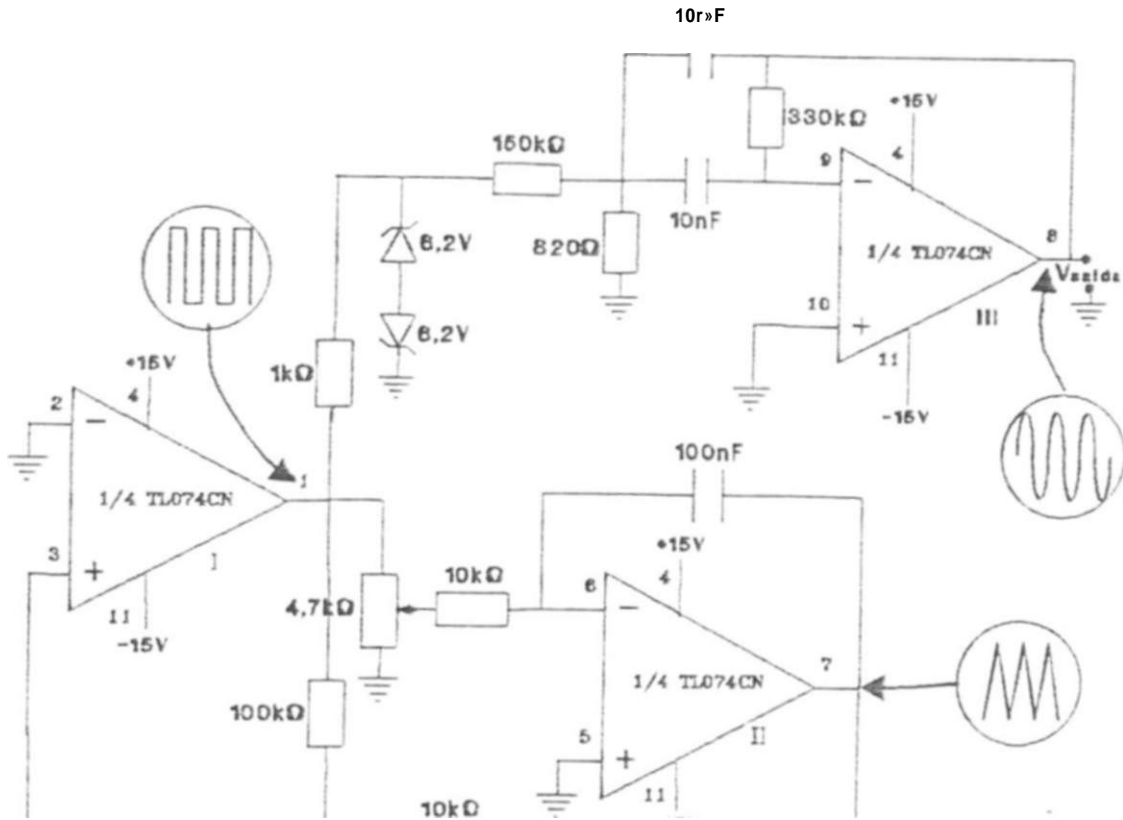 10r»F
+15V
330kΩ
4
150kΩ
9
−
10nF
8,2V
820Ω
1/4 TL074CN
8
Vsaida
10
+
III
8,2V
11
-15V
1kΩ
+15V
2
4
−
1
100nF
1/4 TL074CN
+15V
3
I
10kΩ
6
4
+
4,7kΩ
−
11
-15V
7
1/4 TL074CN
100kΩ
5
II
+
10kΩ
11